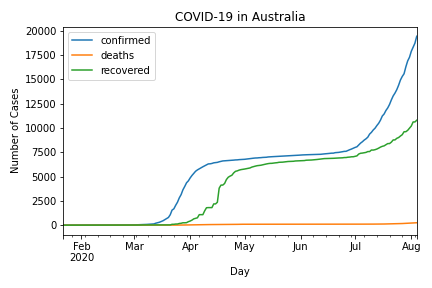 COVID-19 in Australia
confirmed
deaths
recovered
Number of Cases
20000
17500
15000
12500
10000
7500
5000
2500
0
Feb Mar Apr May Jun Jul Aug
2020
Day